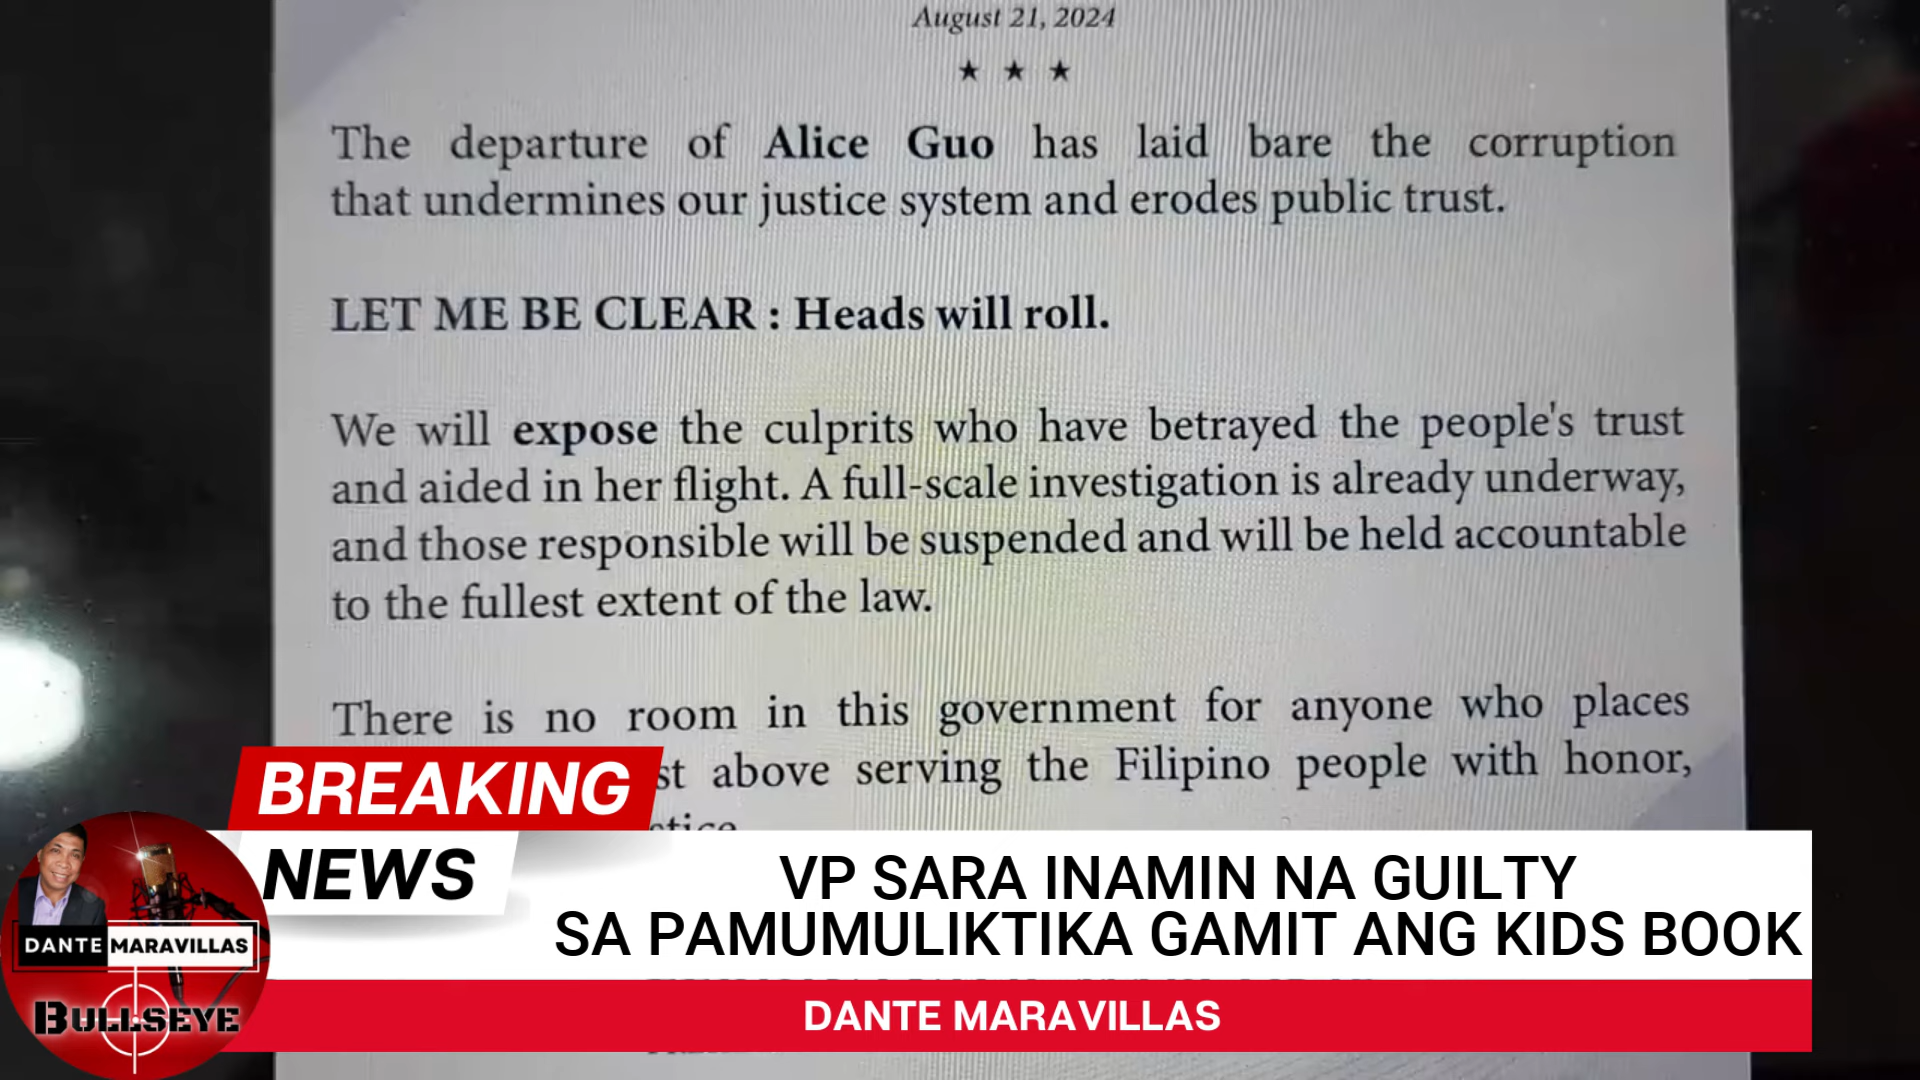 August 21, 2024
★ ★ ★
The departure of Alice Guo has laid bare the corruption
that undermines our justice system and erodes public trust.
LET ME BE CLEAR : Heads will roll.
We will expose the culprits who have betrayed the people's trust
and aided in her flight. A full-scale investigation is already underway,
and those responsible will be suspended and will be held accountable
to the fullest extent of the law.
There is no room in this government for anyone who places
above serving the Filipino people with honor,
BREAKING
NEWS
VP SARA INAMIN NA GUILTY
SA PAMUMULIKTIKA GAMIT ANG KIDS BOOK
DANTE MARAVILLAS
BULLSEYE
DANTE MARAVILLAS